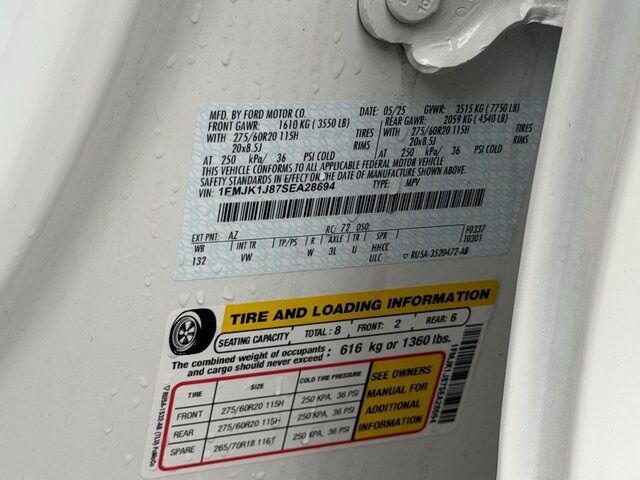 MFD. BY FORD MOTOR CO. DATE: 05/25 GVWR: 3515 KG ( 7750 LB)
FRONT GAWR: 1610 KG ( 3550 LB) REAR GAWR: 2059 KG ( 4540 LB)
WITH 275/60R20 115H TIRES WITH 275/60R20 115H TIRES
20x8.5J RIMS 20x8.5J RIMS
AT 250 kPa/ 36 PSI COLD AT 250 kPa/ 36 PSI COLD
THIS VEHICLE CONFORMS TO ALL APPLICABLE FEDERAL MOTOR VEHICLE
SAFETY STANDARDS IN EFFECT ON THE DATE OF MANUFACTURE SHOWN ABOVE.
VIN: 1FMJK1J87SEA28694 TYPE: MPV
F0337
T0301
EXT PNT: AZ RC: 72 DSO:
WB INT TR TP/PS R AXLE TR SPR
132 VW W 3L U HHCC
ULC ▽ RU5A-3520472-AB
TIRE AND LOADING INFORMATION
SEATING CAPACITY TOTAL: 8 FRONT: 2 REAR: 6
The combined weight of occupants
and cargo should never exceed : 616 kg or 1360 lbs.
TIRE SIZE COLD TIRE PRESSURE
FRONT 275/60R20 115H 250 KPA, 36 PSI
REAR 275/60R20 115H 250 KPA, 36 PSI
SPARE 265/70R18 116T 250 KPA, 36 PSI
SEE OWNERS
MANUAL FOR
ADDITIONAL
INFORMATION
1FMJK1J87SEA28694